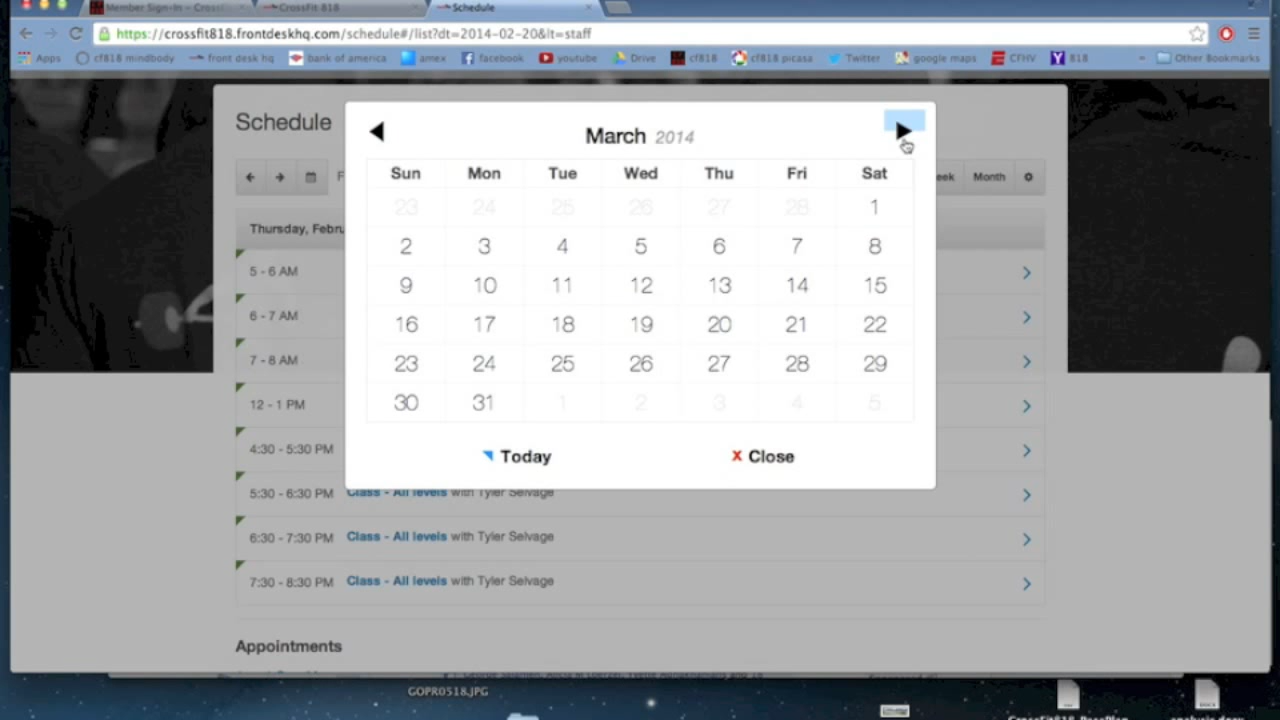 Member Sign-In - CrossF
CrossFit 818
Schedule
https://crossfit818.frontdeskhq.com/schedule#/list?dt=2014-02-20&lt=staff
Apps cf818 mindbody front desk hq bank of america amex facebook youtube Drive cf818 cf818 picasa Twitter google maps CFHV 818 » Other Bookmarks
Schedule
March 2014
F
eek Month
Sun Mon Tue Wed Thu Fri Sat
23 24 25 26 27 28 1
2 3 4 5 6 7 8
9 10 11 12 13 14 15
16 17 18 19 20 21 22
23 24 25 26 27 28 29
30 31 1 2 3 4 5
Today X Close
Thursday, Febru
5 - 6 AM
6 - 7 AM
7 - 8 AM
12 - 1 PM
4:30 - 5:30 PM
5:30 - 6:30 PM Class - All levels with Tyler Selvage
6:30 - 7:30 PM Class - All levels with Tyler Selvage
7:30 - 8:30 PM Class - All levels with Tyler Selvage
Appointments
GOPR0518.JPG